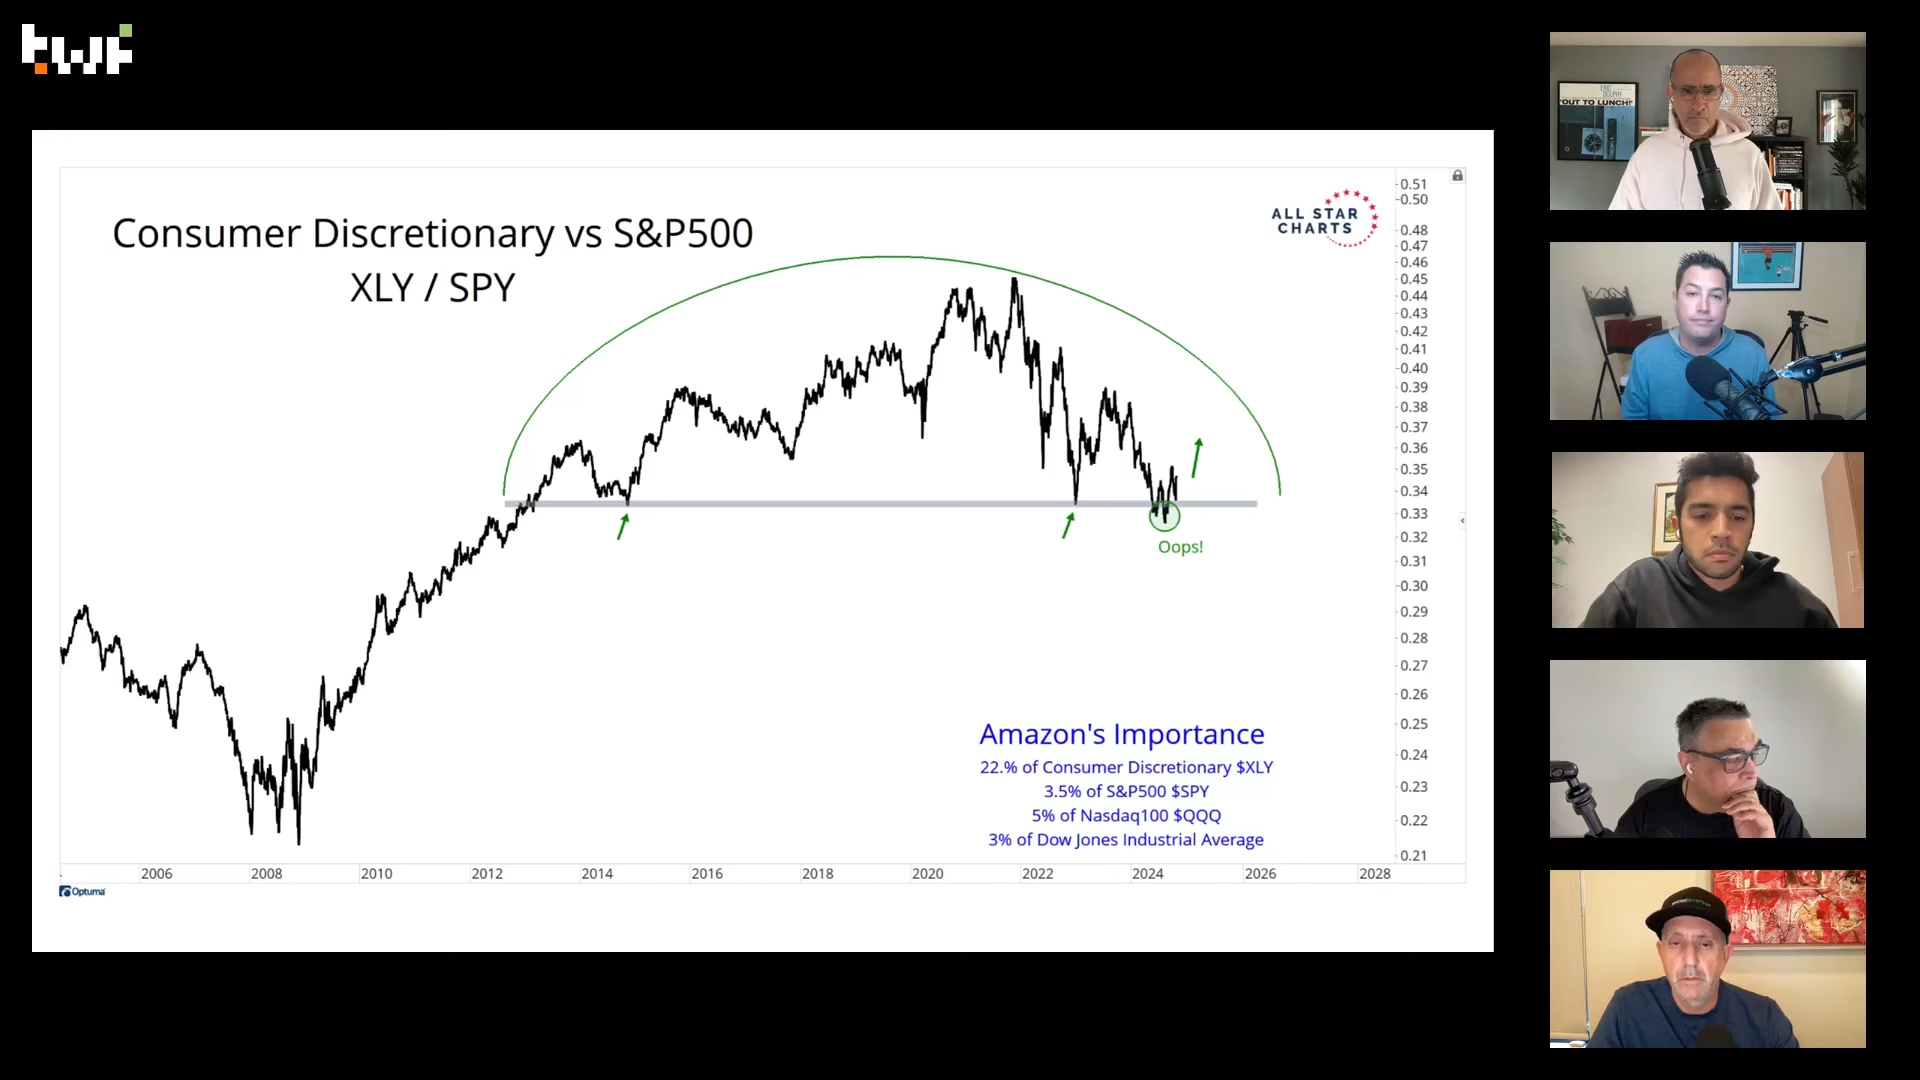 twf
Consumer Discretionary vs S&P500
XLY / SPY
ALL STAR
CHARTS
0.51
0.50
0.48
0.47
0.46
0.45
0.44
0.43
0.42
0.41
0.40
0.39
0.38
0.37
0.36
0.35
0.34
0.33
0.32
0.31
0.30
0.29
0.28
0.27
0.26
0.25
0.24
0.23
0.22
0.21
Oops!
Amazon's Importance
22.% of Consumer Discretionary $XLY
3.5% of S&P500 $SPY
5% of Nasdaq100 $QQQ
3% of Dow Jones Industrial Average
2006 2008 2010 2012 2014 2016 2018 2020 2022 2024 2026 2028
Optuma
ERIC
DOLPHY
"OUT TO LUNCH!"